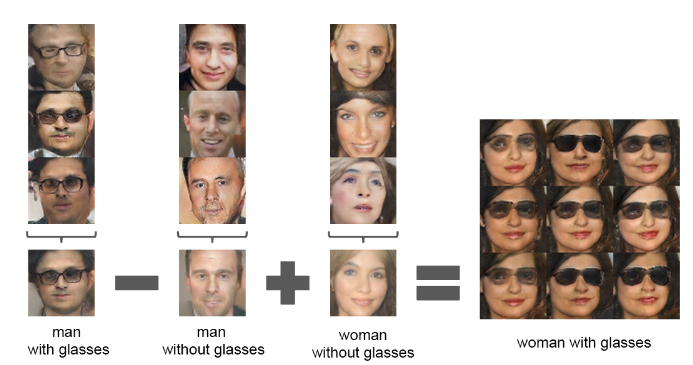 man
with glasses
man
without glasses
woman
without glasses
woman with glasses